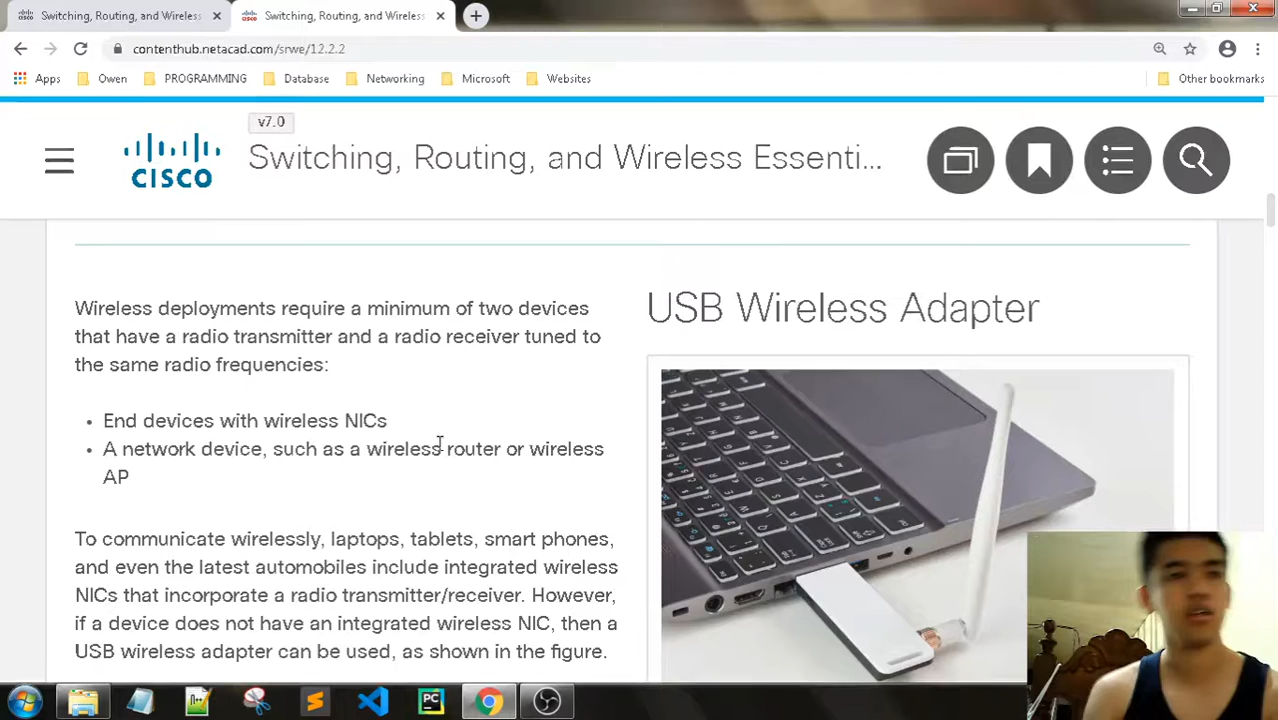 Switching, Routing, and Wireless
Switching, Routing, and Wireless
contenthub.netacad.com/srwe/12.2.2
Apps Owen PROGRAMMING Database Networking Microsoft Websites Other bookmarks
v7.0
CISCO
Switching, Routing, and Wireless Essenti...
Wireless deployments require a minimum of two devices
that have a radio transmitter and a radio receiver tuned to
the same radio frequencies:
• End devices with wireless NICs
• A network device, such as a wireless router or wireless
AP
To communicate wirelessly, laptops, tablets, smart phones,
and even the latest automobiles include integrated wireless
NICs that incorporate a radio transmitter/receiver. However,
if a device does not have an integrated wireless NIC, then a
USB wireless adapter can be used, as shown in the figure.
USB Wireless Adapter
PC